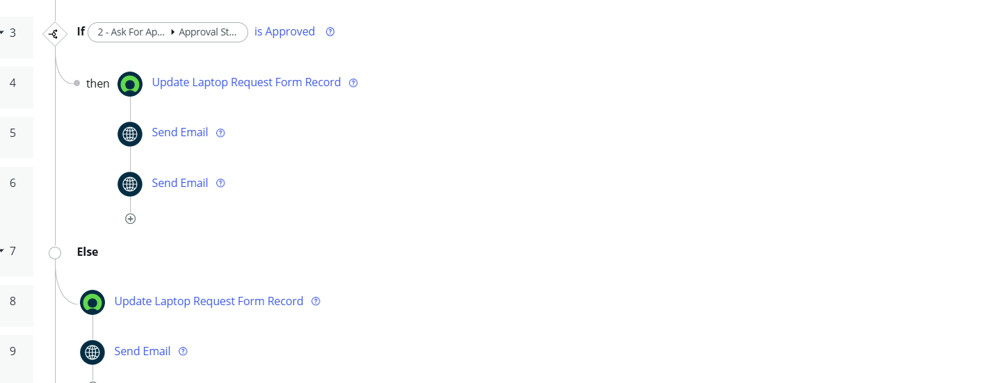 3 If 2 - Ask For Ap... Approval St... is Approved
4 then Update Laptop Request Form Record
5 Send Email
6 Send Email
7 Else
8 Update Laptop Request Form Record
9 Send Email